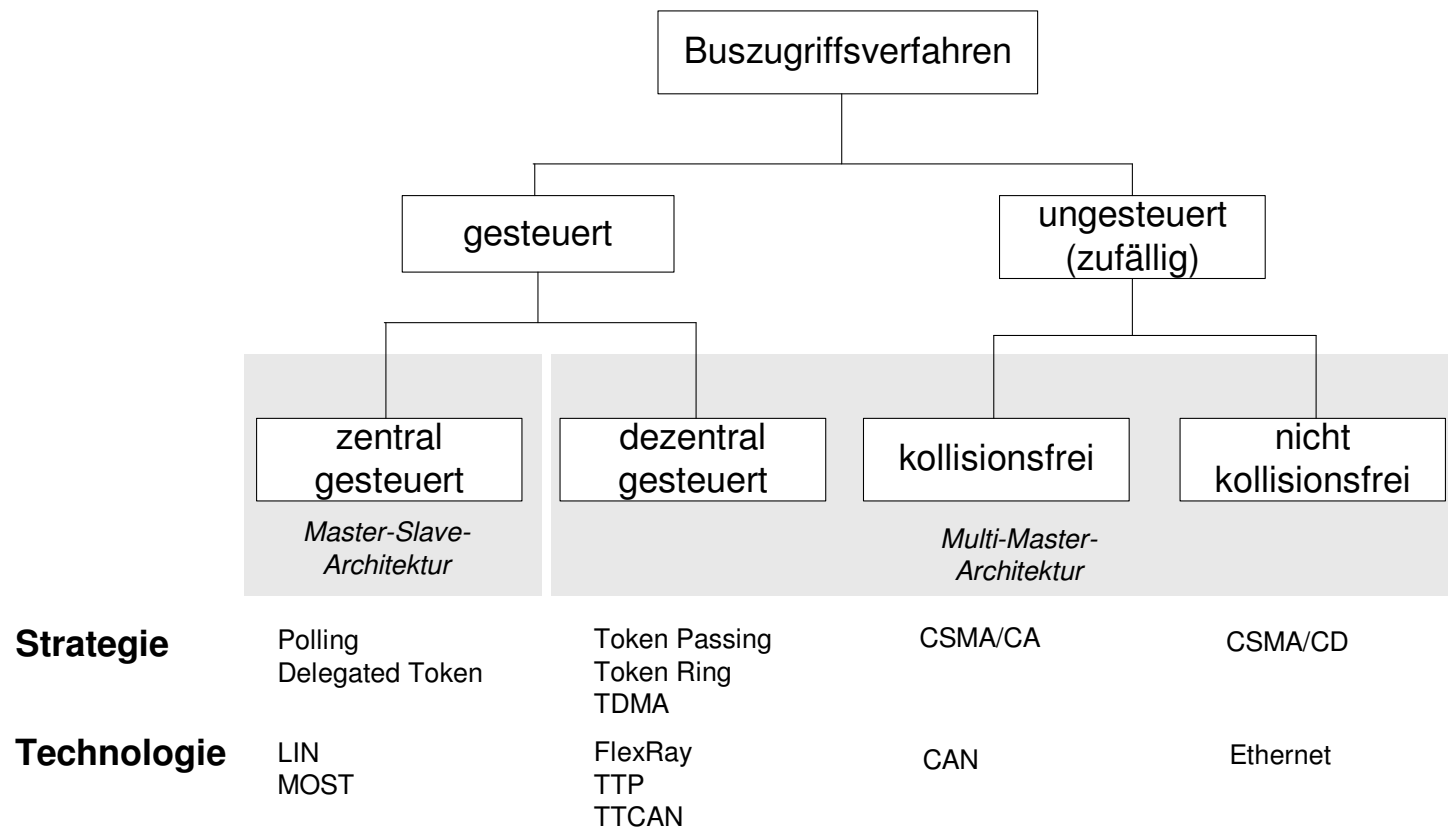 Buszugriffsverfahren
gesteuert
ungesteuert
(zufällig)
zentral
gesteuert
dezentral
gesteuert
kollisionsfrei
nicht
kollisionsfrei
Master-Slave-
Architektur
Multi-Master-
Architektur
Strategie
Polling
Delegated Token
Token Passing
Token Ring
TDMA
CSMA/CA
CSMA/CD
Technologie
LIN
MOST
FlexRay
TTP
TTCAN
CAN
Ethernet